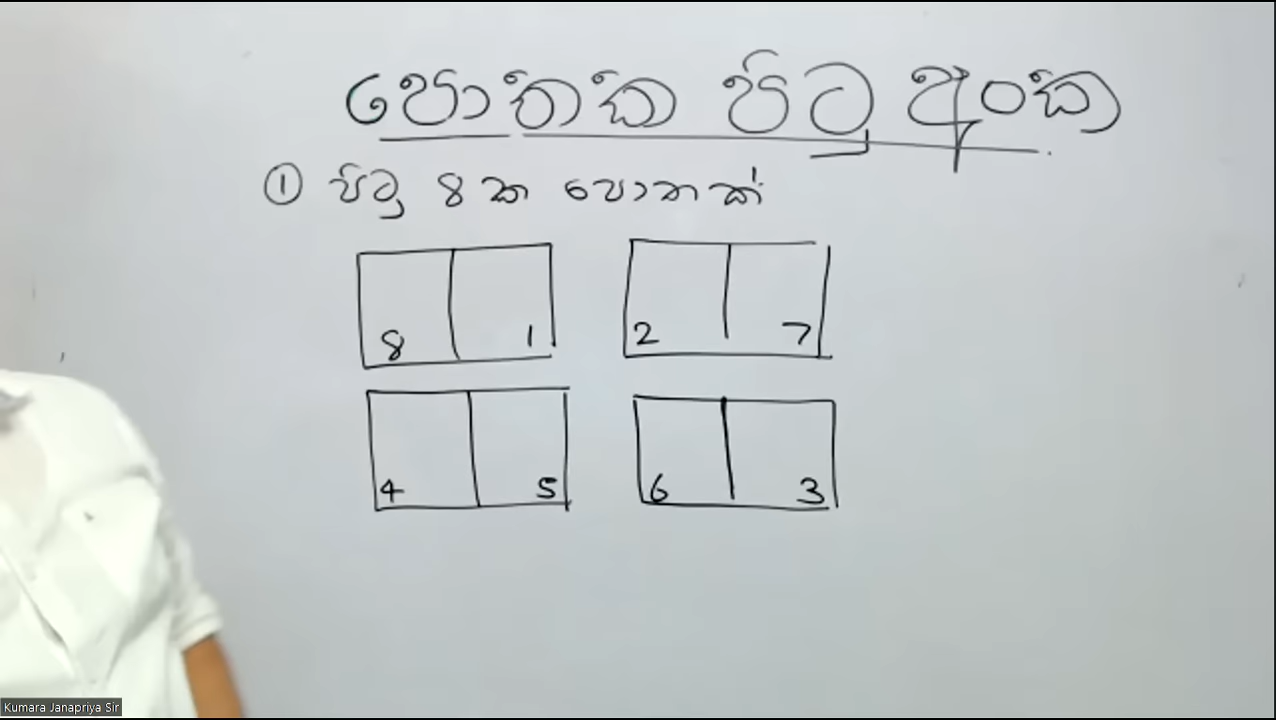 පොතක පිටු අංක
① පිටු 8 ක පොතක්
8 1 2 7
4 5 6 3
Kumara Janapriya Sir